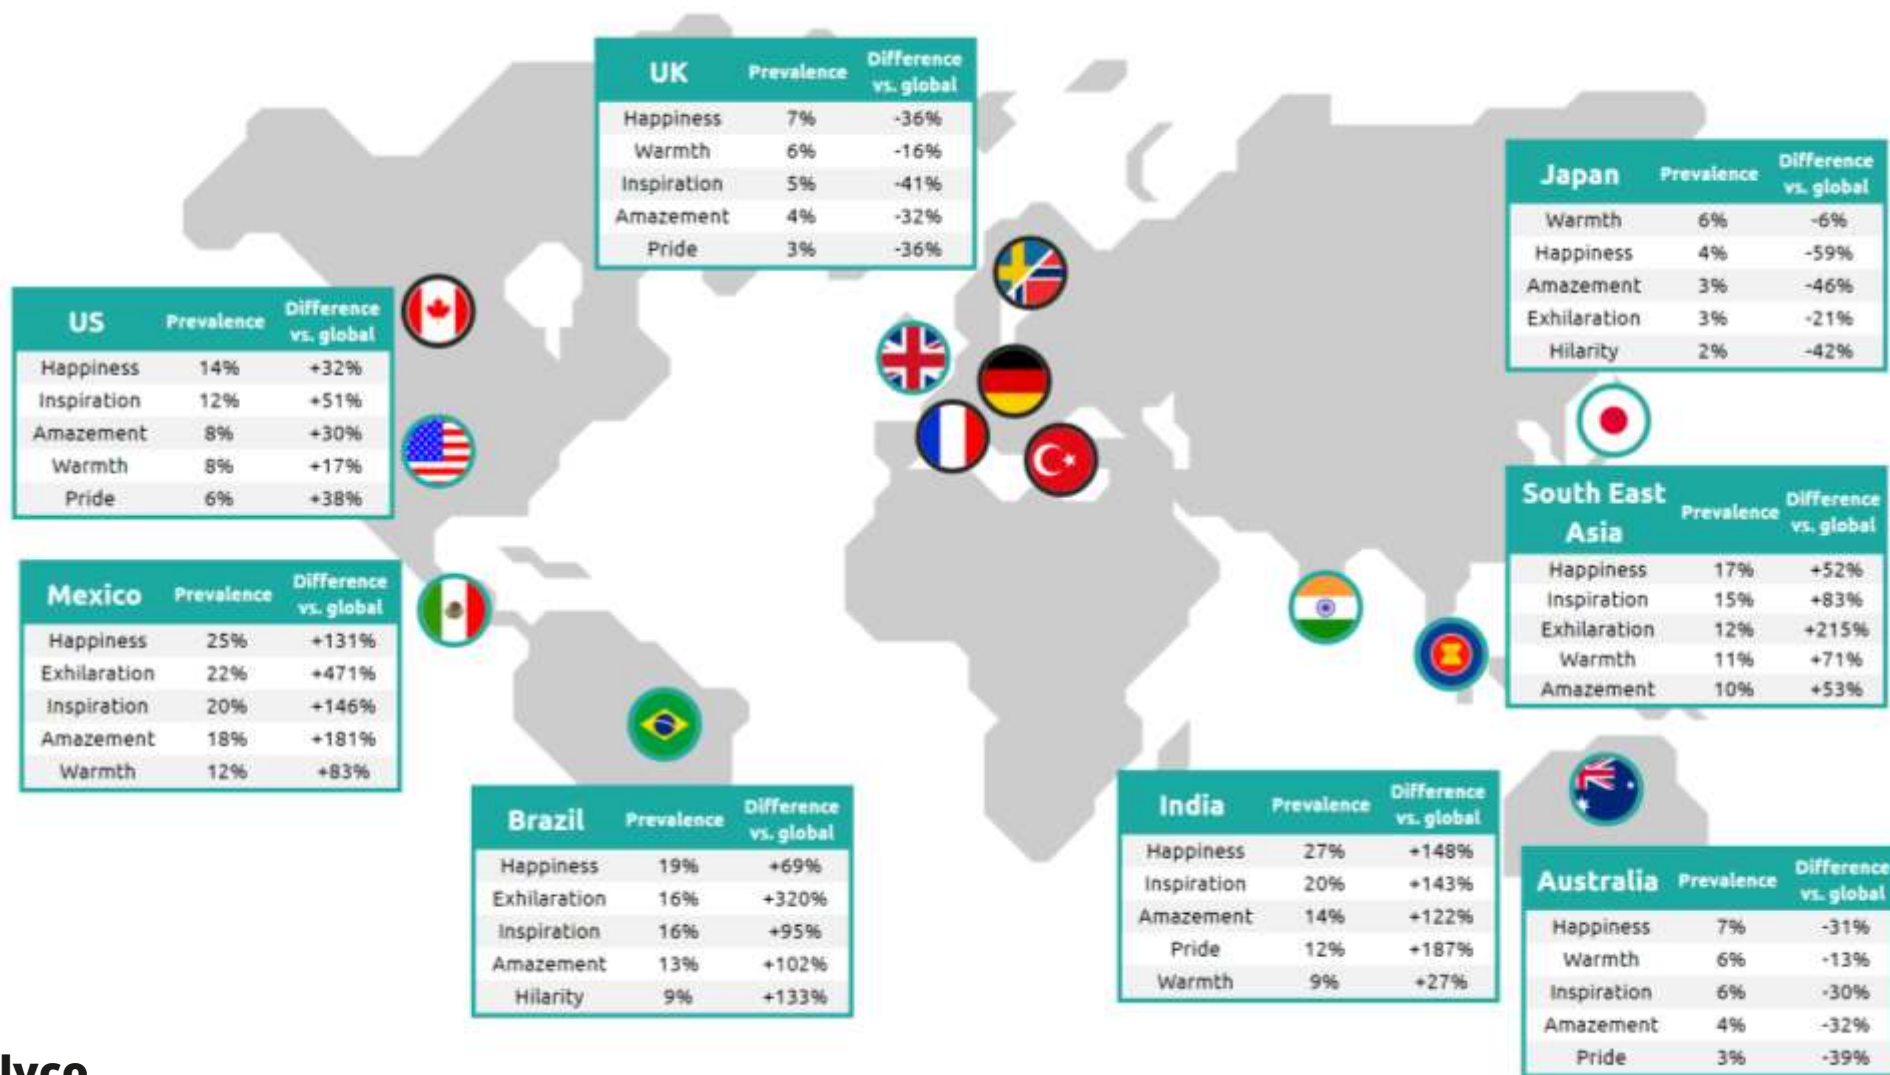 UK Prevalence Difference vs. global
Happiness 7% -36%
Warmth 6% -16%
Inspiration 5% -41%
Amazement 4% -32%
Pride 3% -36%
Japan Prevalence Difference vs. global
Warmth 6% -6%
Happiness 4% -59%
Amazement 3% -46%
Exhilaration 3% -21%
Hilarity 2% -42%
US Prevalence Difference vs. global
Happiness 14% +32%
Inspiration 12% +51%
Amazement 8% +30%
Warmth 8% +17%
Pride 6% +38%
South East Asia Prevalence Difference vs. global
Happiness 17% +52%
Inspiration 15% +83%
Exhilaration 12% +215%
Warmth 11% +71%
Amazement 10% +53%
Mexico Prevalence Difference vs. global
Happiness 25% +131%
Exhilaration 22% +471%
Inspiration 20% +146%
Amazement 18% +181%
Warmth 12% +83%
Brazil Prevalence Difference vs. global
Happiness 19% +69%
Exhilaration 16% +320%
Inspiration 16% +95%
Amazement 13% +102%
Hilarity 9% +133%
India Prevalence Difference vs. global
Happiness 27% +148%
Inspiration 20% +143%
Amazement 14% +122%
Pride 12% +187%
Warmth 9% +27%
Australia Prevalence Difference vs. global
Happiness 7% -31%
Warmth 6% -13%
Inspiration 6% -30%
Amazement 4% -32%
Pride 3% -39%